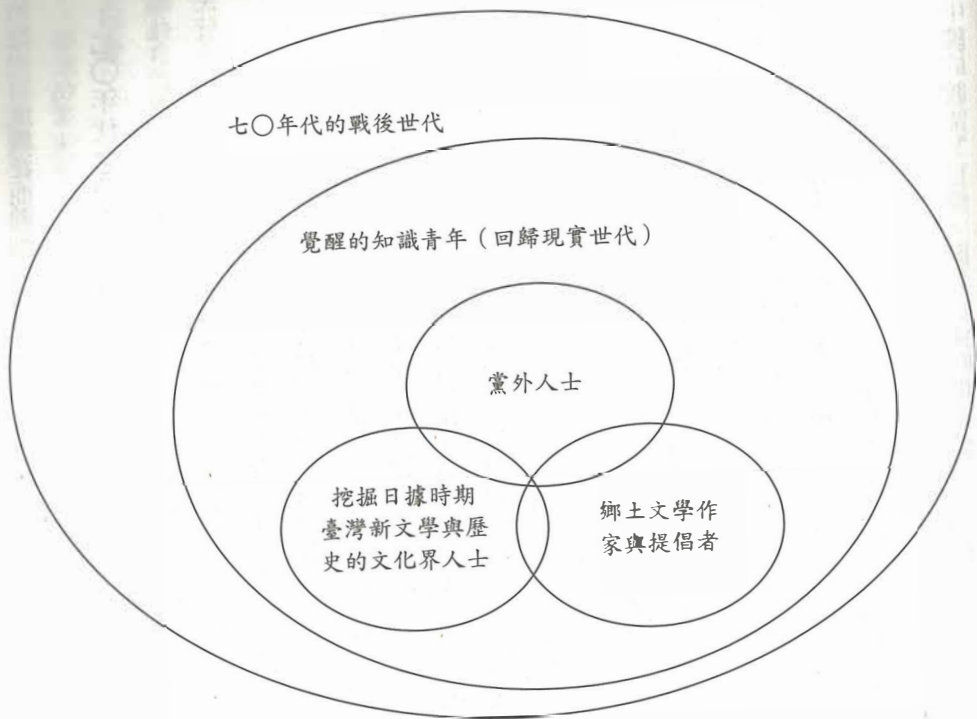 七〇年代的戰後世代
覺醒的知識青年（回歸現實世代）
黨外人士
挖掘日據時期
臺灣新文學與歷
史的文化界人士
鄉土文學作
家與提倡者